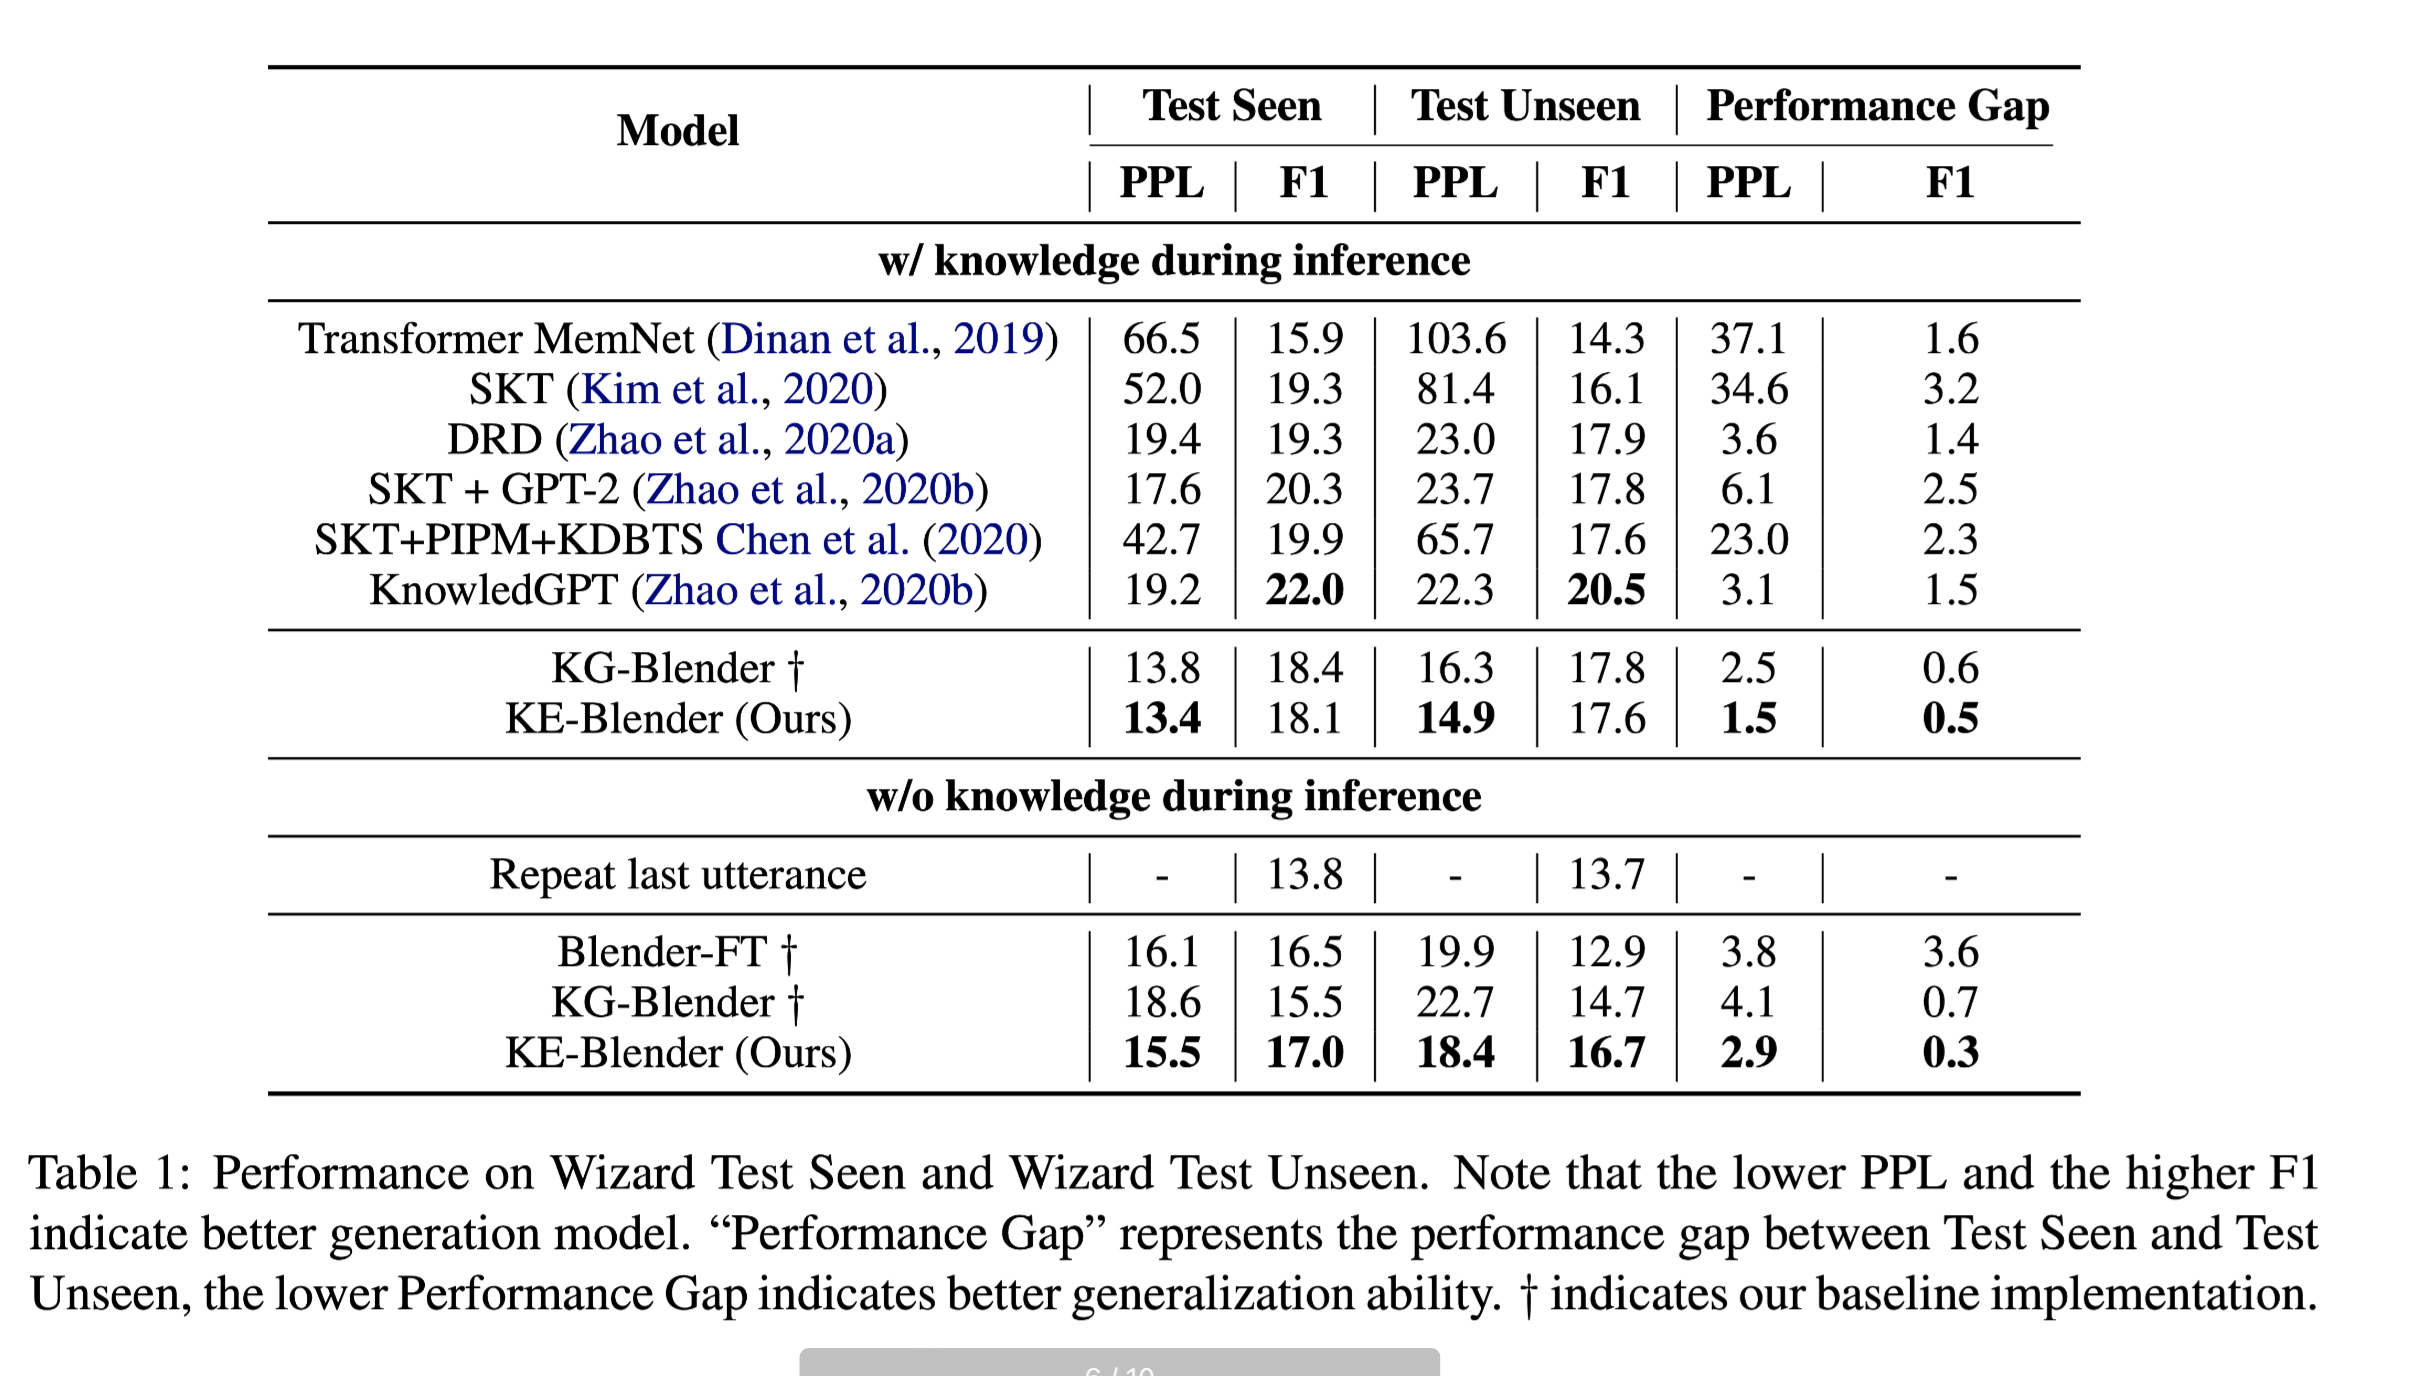 Model | Test Seen | Test Unseen | Performance Gap
PPL | F1 | PPL | F1 | PPL | F1
w/ knowledge during inference
Transformer MemNet (Dinan et al., 2019) | 66.5 | 15.9 | 103.6 | 14.3 | 37.1 | 1.6
SKT (Kim et al., 2020) | 52.0 | 19.3 | 81.4 | 16.1 | 34.6 | 3.2
DRD (Zhao et al., 2020a) | 19.4 | 19.3 | 23.0 | 17.9 | 3.6 | 1.4
SKT + GPT-2 (Zhao et al., 2020b) | 17.6 | 20.3 | 23.7 | 17.8 | 6.1 | 2.5
SKT+PIPM+KDBTS Chen et al. (2020) | 42.7 | 19.9 | 65.7 | 17.6 | 23.0 | 2.3
KnowledGPT (Zhao et al., 2020b) | 19.2 | 22.0 | 22.3 | 20.5 | 3.1 | 1.5
KG-Blender † | 13.8 | 18.4 | 16.3 | 17.8 | 2.5 | 0.6
KE-Blender (Ours) | 13.4 | 18.1 | 14.9 | 17.6 | 1.5 | 0.5
w/o knowledge during inference
Repeat last utterance | - | 13.8 | - | 13.7 | - | -
Blender-FT † | 16.1 | 16.5 | 19.9 | 12.9 | 3.8 | 3.6
KG-Blender † | 18.6 | 15.5 | 22.7 | 14.7 | 4.1 | 0.7
KE-Blender (Ours) | 15.5 | 17.0 | 18.4 | 16.7 | 2.9 | 0.3
Table 1: Performance on Wizard Test Seen and Wizard Test Unseen. Note that the lower PPL and the higher F1
indicate better generation model. “Performance Gap” represents the performance gap between Test Seen and Test
Unseen, the lower Performance Gap indicates better generalization ability. † indicates our baseline implementation.